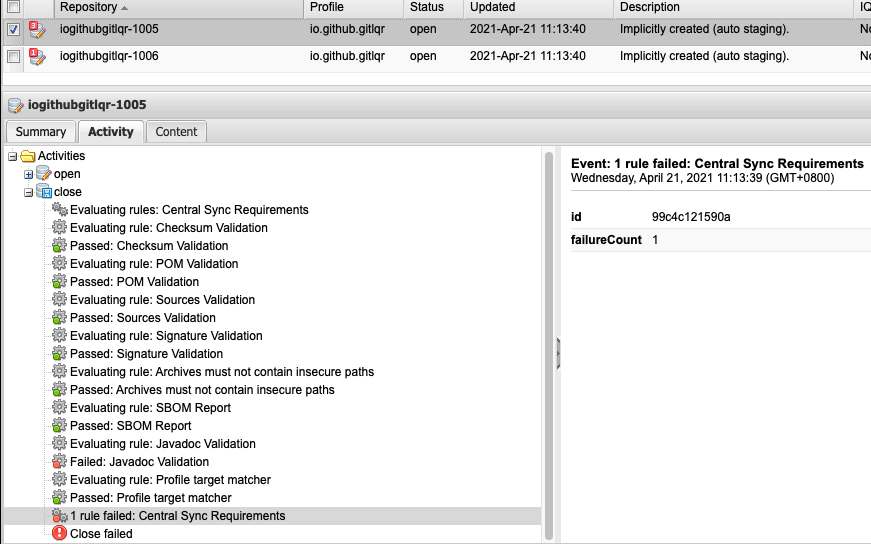 Repository Profile Status Updated Description IQ
3 iogithubgitlqr-1005 io.github.gitlqr open 2021-Apr-21 11:13:40 Implicitly created (auto staging). No
1 iogithubgitlqr-1006 io.github.gitlqr open 2021-Apr-21 11:13:40 Implicitly created (auto staging). No
iogithubgitlqr-1005
Summary Activity Content
Activities
open
close
Evaluating rules: Central Sync Requirements
Evaluating rule: Checksum Validation
Passed: Checksum Validation
Evaluating rule: POM Validation
Passed: POM Validation
Evaluating rule: Sources Validation
Passed: Sources Validation
Evaluating rule: Signature Validation
Passed: Signature Validation
Evaluating rule: Archives must not contain insecure paths
Passed: Archives must not contain insecure paths
Evaluating rule: SBOM Report
Passed: SBOM Report
Evaluating rule: Javadoc Validation
Failed: Javadoc Validation
Evaluating rule: Profile target matcher
Passed: Profile target matcher
1 rule failed: Central Sync Requirements
Close failed
Event: 1 rule failed: Central Sync Requirements
Wednesday, April 21, 2021 11:13:39 (GMT+0800)
id 99c4c121590a
failureCount 1